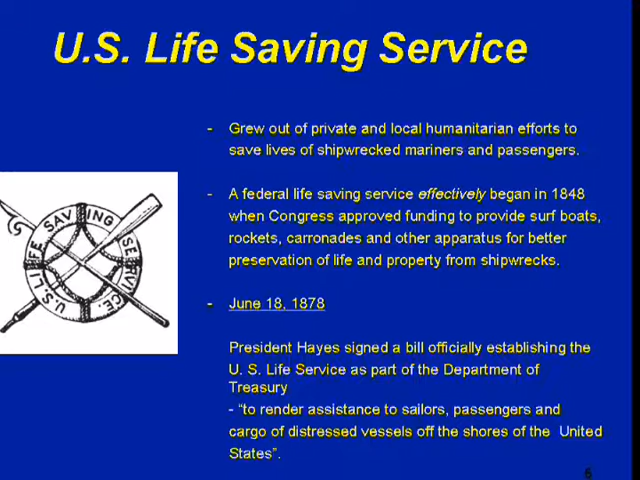 U.S. Life Saving Service
- Grew out of private and local humanitarian efforts to
save lives of shipwrecked mariners and passengers.
- A federal life saving service effectively began in 1848
when Congress approved funding to provide surf boats,
rockets, carronades and other apparatus for better
preservation of life and property from shipwrecks.
- June 18, 1878
President Hayes signed a bill officially establishing the
U. S. Life Service as part of the Department of
Treasury
- “to render assistance to sailors, passengers and
cargo of distressed vessels off the shores of the United
States”.
U.S. LIFE SAVING SERVICE.
6